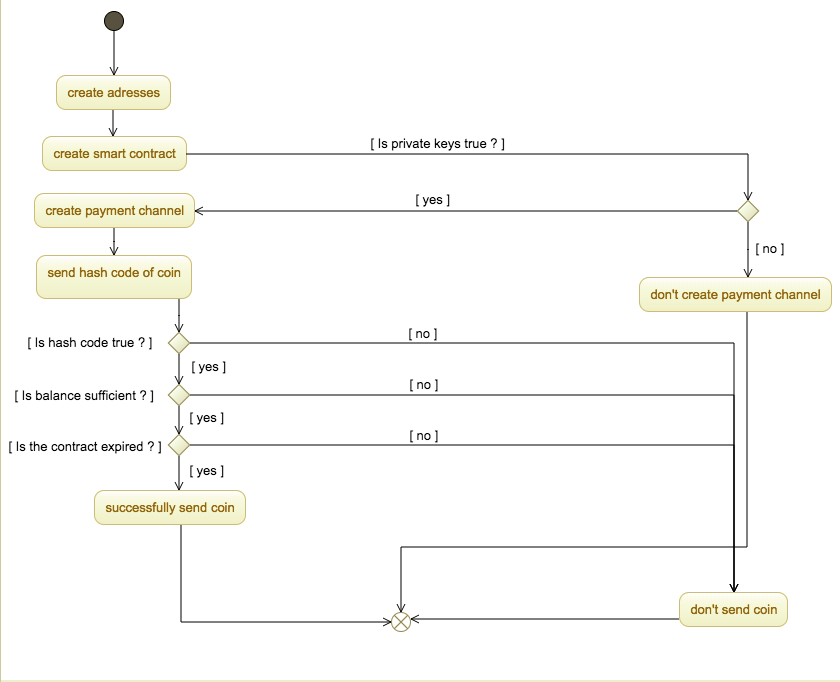 create adresses
create smart contract
[ Is private keys true ? ]
create payment channel
[ yes ]
[ no ]
send hash code of coin
don't create payment channel
[ Is hash code true ? ]
[ no ]
[ yes ]
[ Is balance sufficient ? ]
[ no ]
[ yes ]
[ Is the contract expired ? ]
[ no ]
[ yes ]
successfully send coin
don't send coin